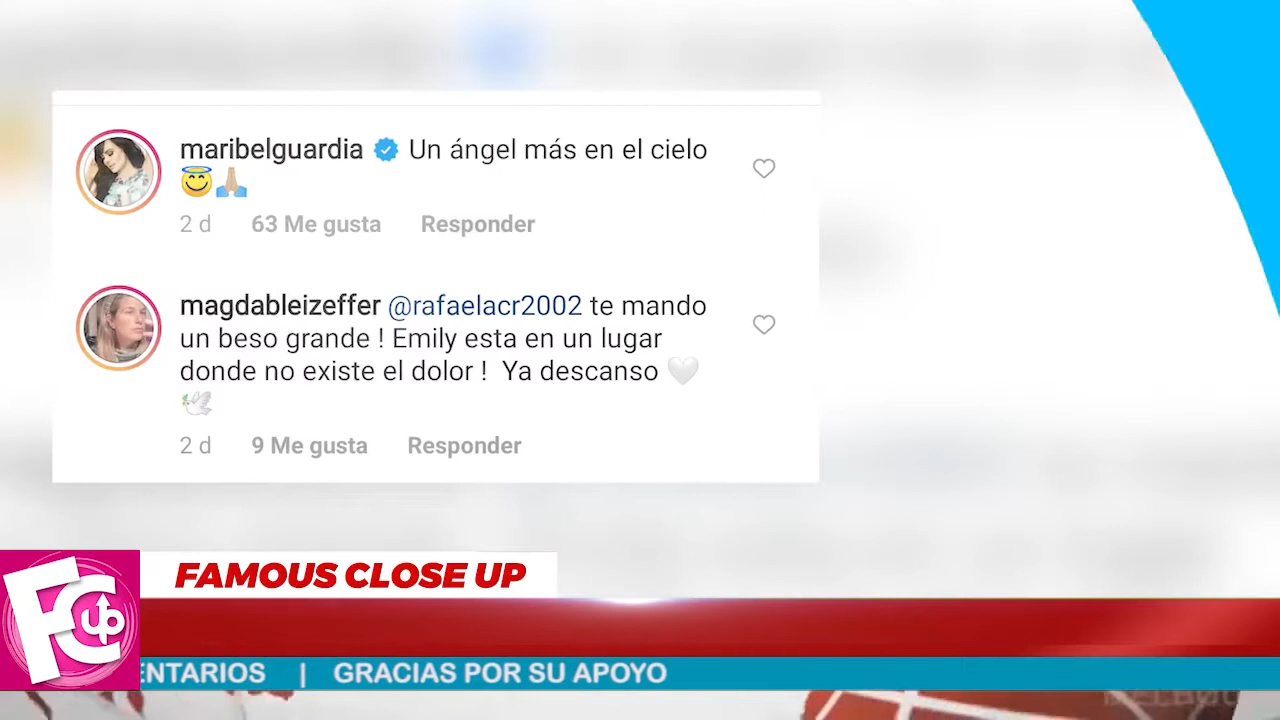 maribelguardia Un ángel más en el cielo
😇🙏🏼
2 d 63 Me gusta Responder
magdableizeffer @rafaelacr2002 te mando
un beso grande ! Emily esta en un lugar
donde no existe el dolor ! Ya descanso 🤍
🕊
2 d 9 Me gusta Responder
FAMOUS CLOSE UP
FC UP
ENTARIOS | GRACIAS POR SU APOYO